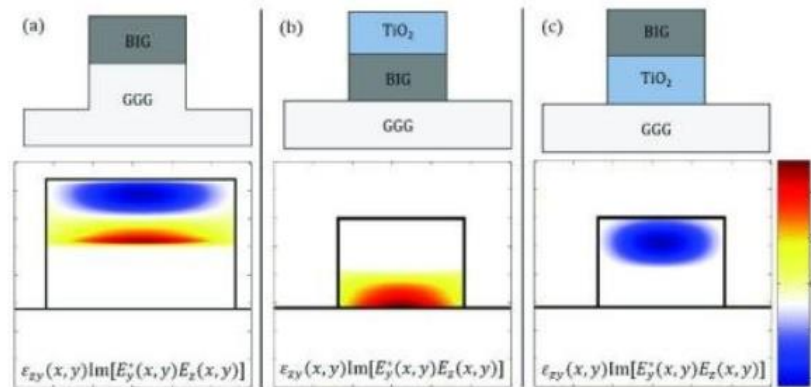 (a)
BIG
GGG
(b)
TiO₂
BIG
GGG
(c)
BIG
TiO₂
GGG
εzy(x, y)Im[E*y(x, y)Ez(x, y)]
εzy(x, y)Im[E*y(x, y)Ez(x, y)]
εzy(x, y)Im[E*y(x, y)Ez(x, y)]